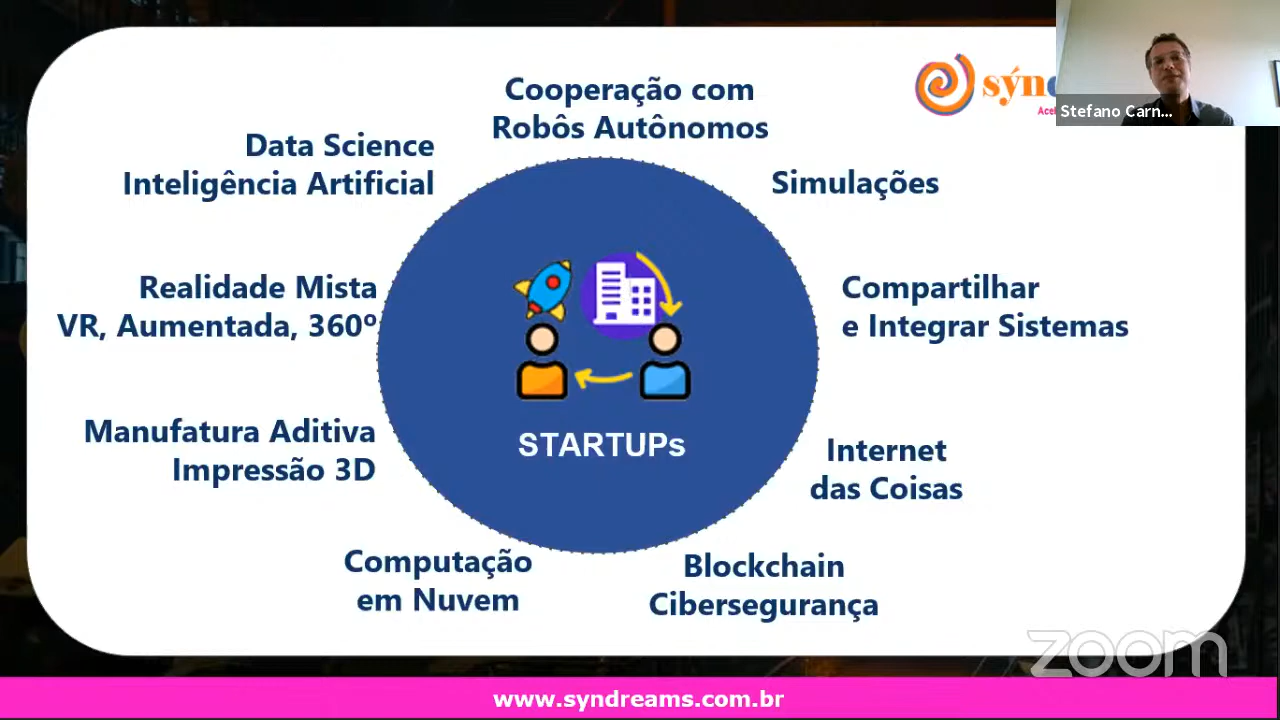 Cooperação com
Robôs Autônomos
Data Science
Inteligência Artificial
Simulações
Realidade Mista
VR, Aumentada, 360º
Compartilhar
e Integrar Sistemas
Manufatura Aditiva
Impressão 3D
STARTUPs
Internet
das Coisas
Computação
em Nuvem
Blockchain
Cibersegurança
sýn
Stefano Carn...
zoom
www.syndreams.com.br